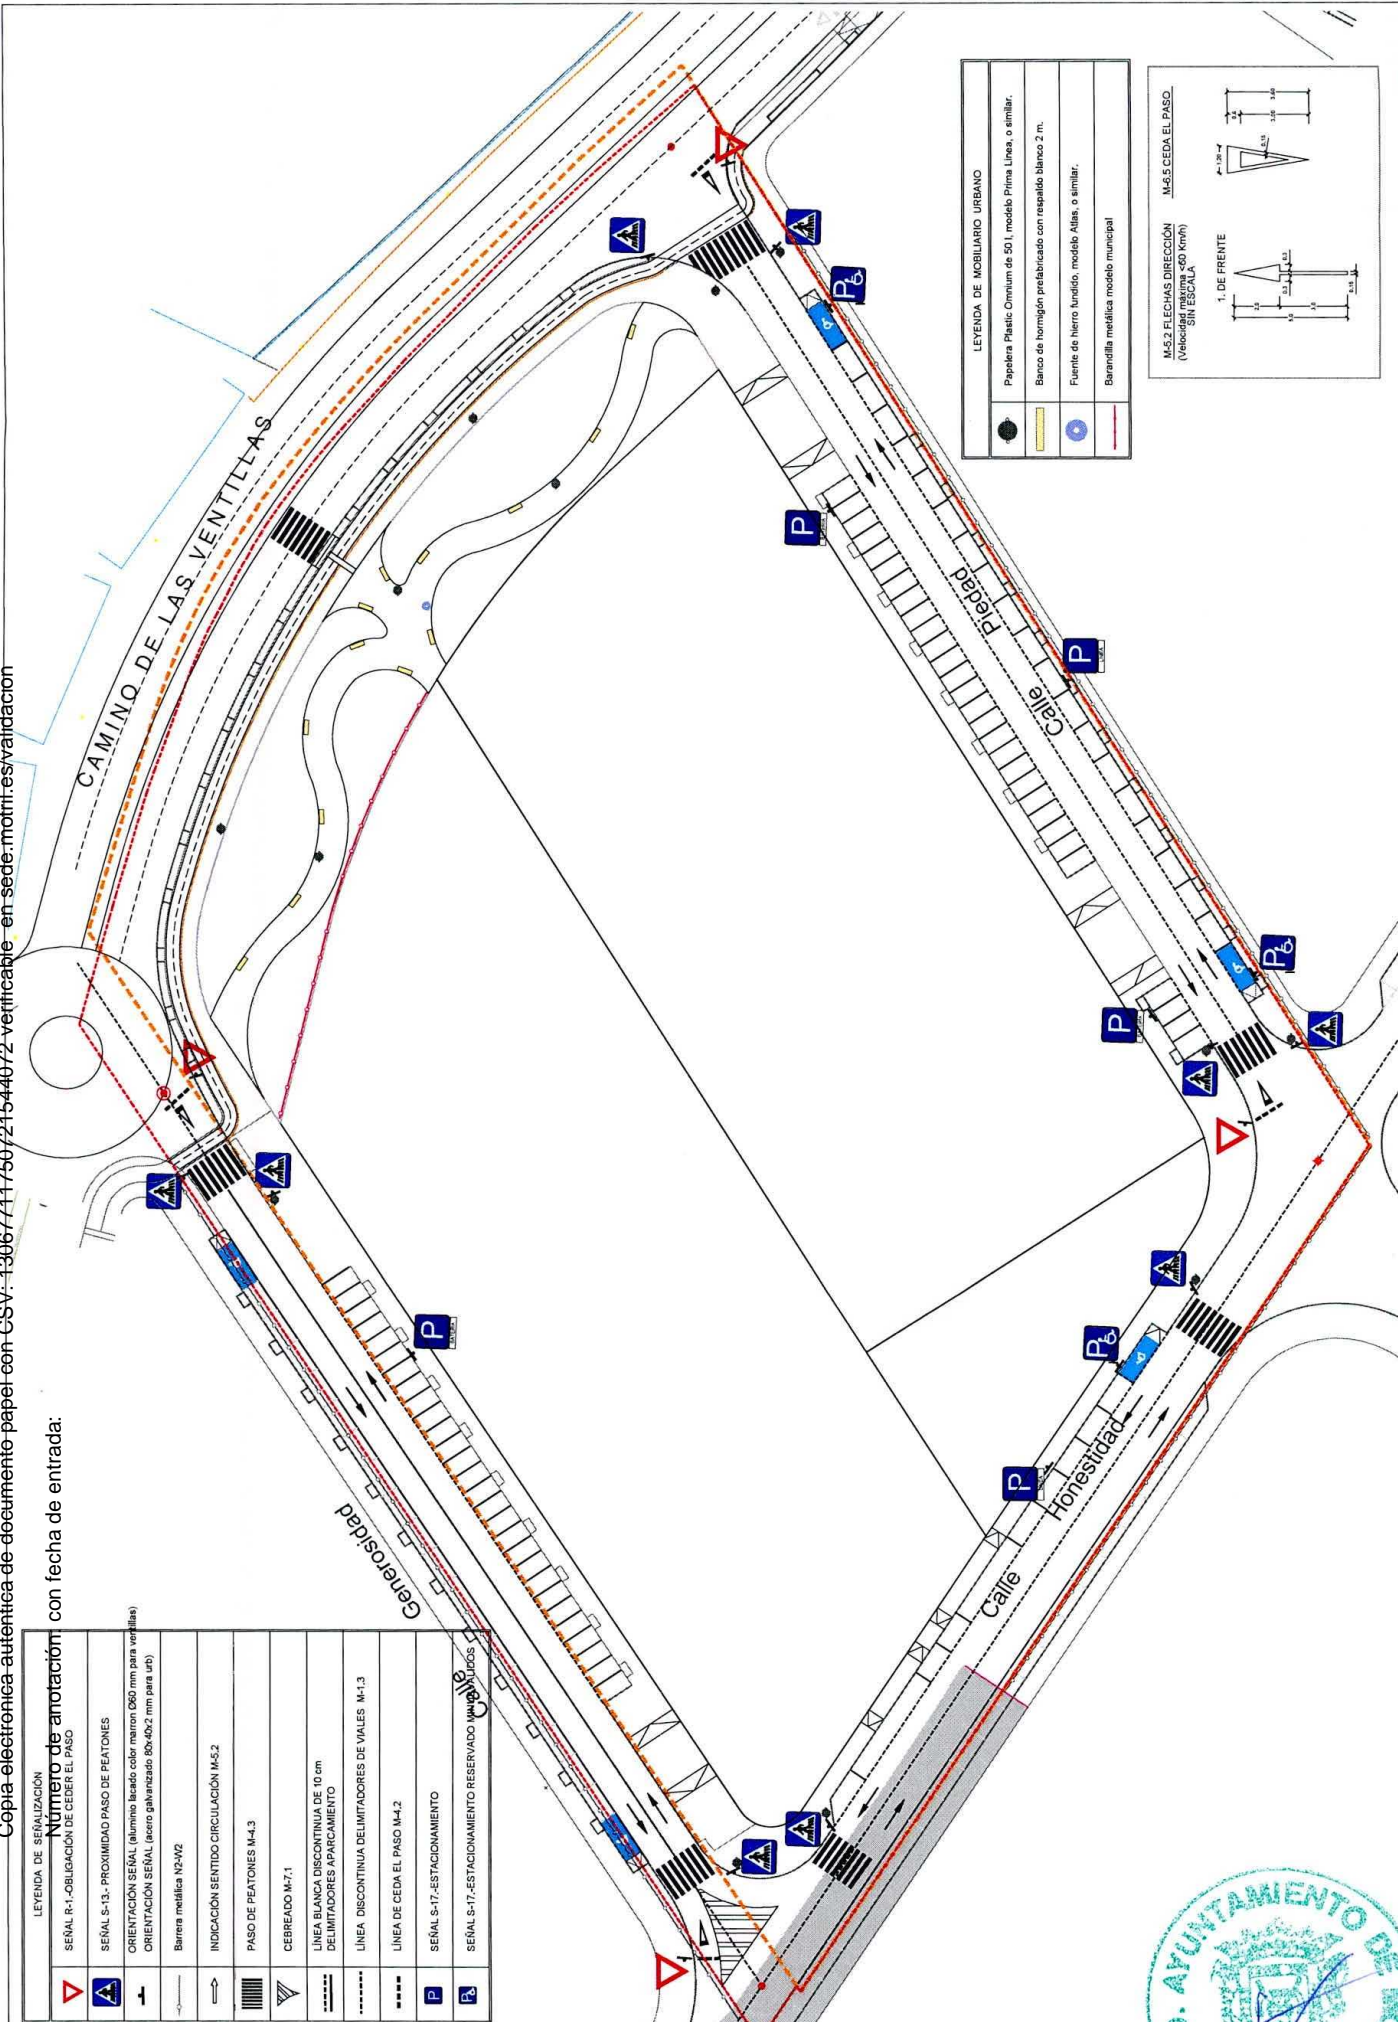 Copia electrónica auténtica de documento papel con CSV: 13067711750721544072 verificable en sede.motril.es/validacion
Número de anotación: con fecha de entrada:
LEYENDA DE SEÑALIZACIÓN
SEÑAL R-1.-OBLIGACIÓN DE CEDER EL PASO
SEÑAL S-13.- PROXIMIDAD PASO DE PEATONES
ORIENTACIÓN SEÑAL (aluminio lacado color marron Ø60 mm para ventillas)
ORIENTACIÓN SEÑAL (acero galvanizado 80x40x2 mm para urb)
Barrera metálica N2-W2
INDICACIÓN SENTIDO CIRCULACIÓN M-5.2
PASO DE PEATONES M-4.3
CEBREADO M-7.1
LÍNEA BLANCA DISCONTINUA DE 10 cm
DELIMITADORES APARCAMIENTO
LÍNEA DISCONTINUA DELIMITADORES DE VIALES M-1.3
LÍNEA DE CEDA EL PASO M-4.2
P
SEÑAL S-17.-ESTACIONAMIENTO
P
SEÑAL S-17.-ESTACIONAMIENTO RESERVADO MINUSVALIDOS
CAMINO DE LAS VENTILLAS
Calle Generosidad
Calle Piedad
Calle Honestidad
P
P
P
P
P
P
P
P
LEYENDA DE MOBILIARIO URBANO
Papelera Plastic Omnium de 50 l, modelo Prima Linea, o similar.
Banco de hormigón prefabricado con respaldo blanco 2 m.
Fuente de hierro fundido, modelo Atlas, o similar.
Barandilla metálica modelo municipal
M-5.2 FLECHAS DIRECCIÓN
(Velocidad máxima <60 Km/h)
SIN ESCALA
1. DE FRENTE
M-6.5 CEDA EL PASO
1.20
AYUNTAMIENTO DE